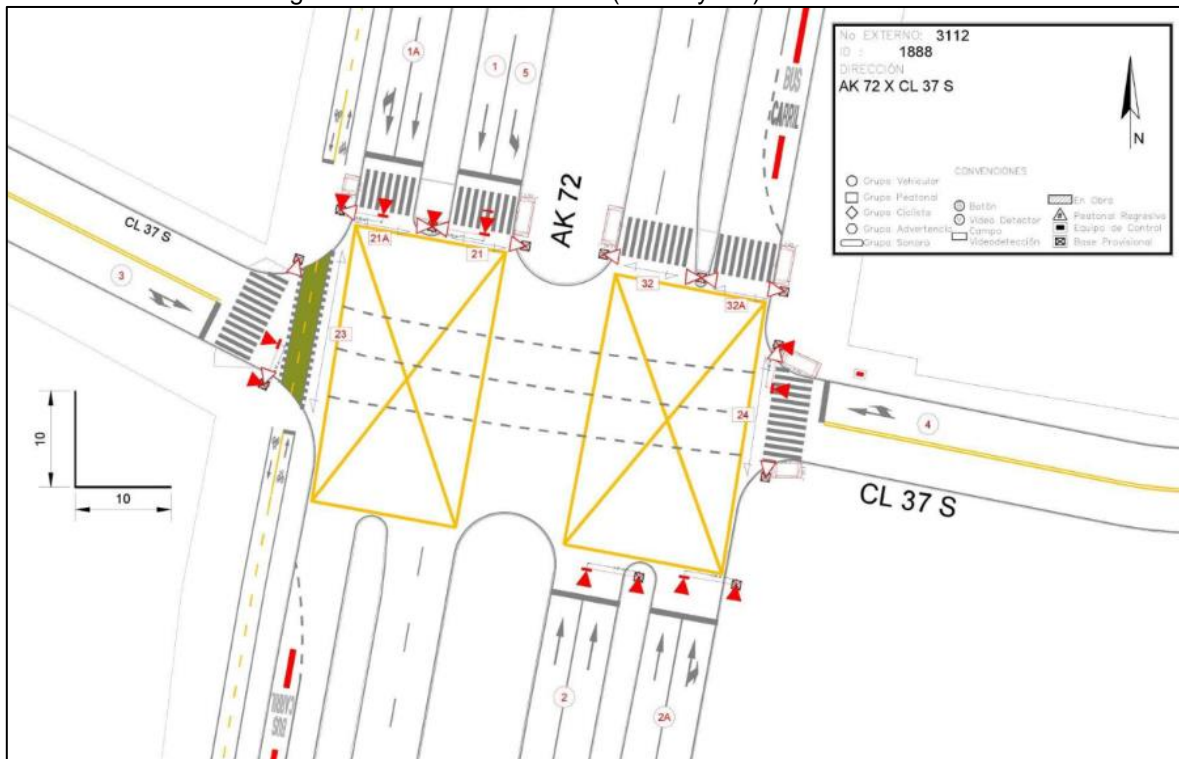 No EXTERNO: 3112
ID : 1888
DIRECCIÓN
AK 72 X CL 37 S
N
CONVENCIONES
Grupo Vehicular
Grupo Peatonal
Grupo Ciclista
Grupo Advertencia
Grupo Sonoro
Botón
Video Detector
Campo
Videodetección
En Obra
Peatonal Regresivo
Equipo de Control
Base Provisional
1A
1
5
BUS
CARRIL
AK 72
CL 37 S
3
21A
21
32
32A
23
24
4
CL 37 S
10
10
2
2A
CARRIL
BUS